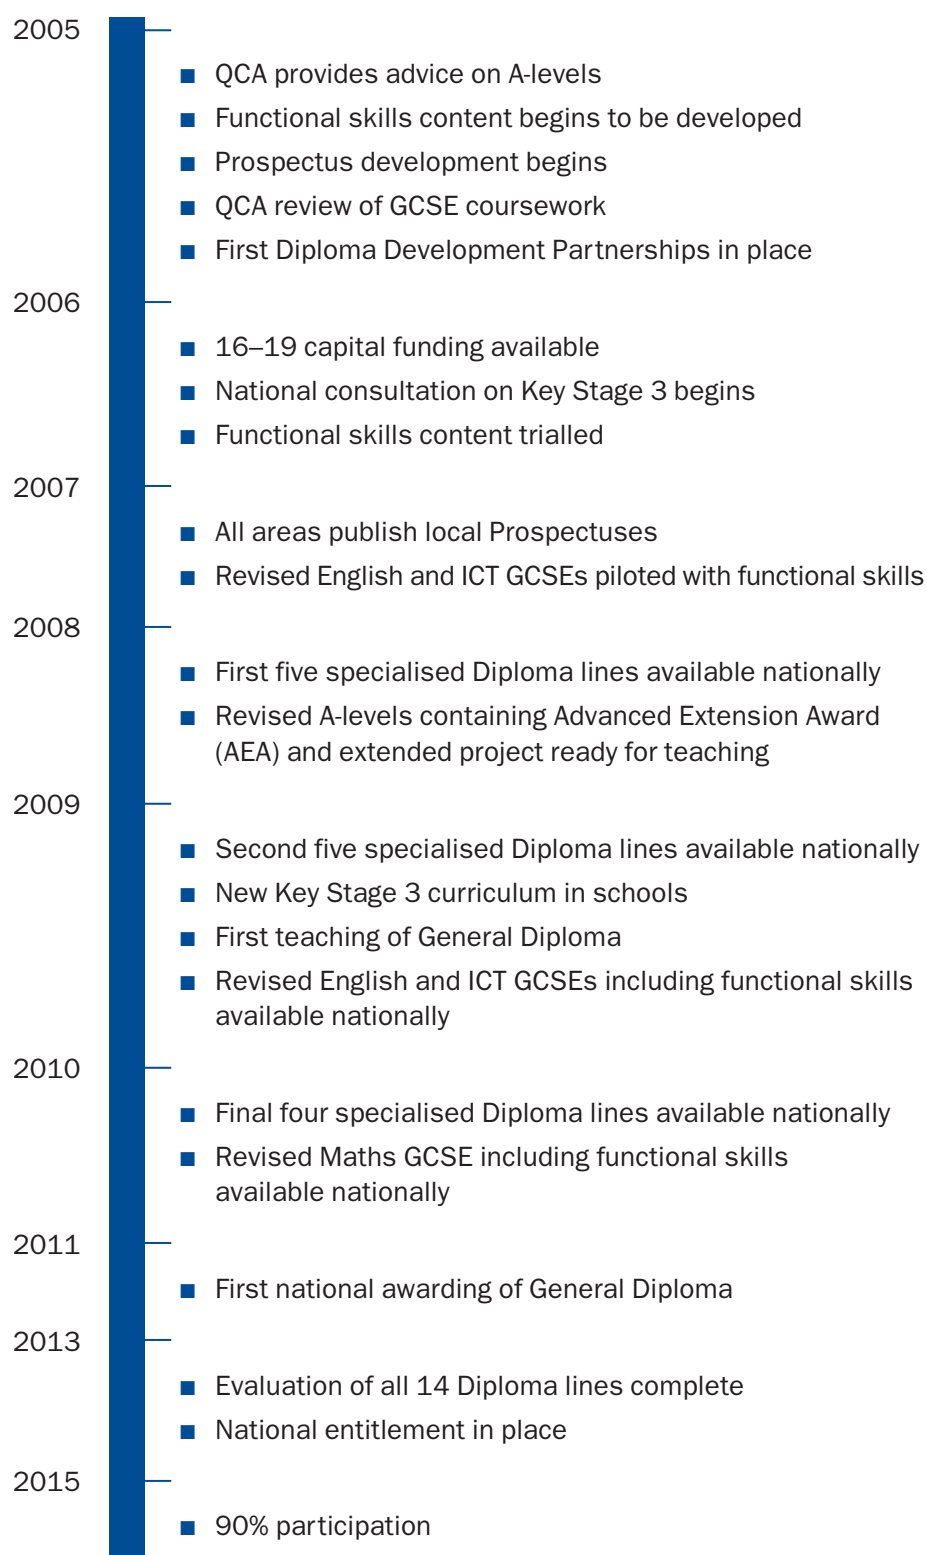 2005
QCA provides advice on A-levels
Functional skills content begins to be developed
Prospectus development begins
QCA review of GCSE coursework
First Diploma Development Partnerships in place
2006
16–19 capital funding available
National consultation on Key Stage 3 begins
Functional skills content trialled
2007
All areas publish local Prospectuses
Revised English and ICT GCSEs piloted with functional skills
2008
First five specialised Diploma lines available nationally
Revised A-levels containing Advanced Extension Award
(AEA) and extended project ready for teaching
2009
Second five specialised Diploma lines available nationally
New Key Stage 3 curriculum in schools
First teaching of General Diploma
Revised English and ICT GCSEs including functional skills
available nationally
2010
Final four specialised Diploma lines available nationally
Revised Maths GCSE including functional skills
available nationally
2011
First national awarding of General Diploma
2013
Evaluation of all 14 Diploma lines complete
National entitlement in place
2015
90% participation